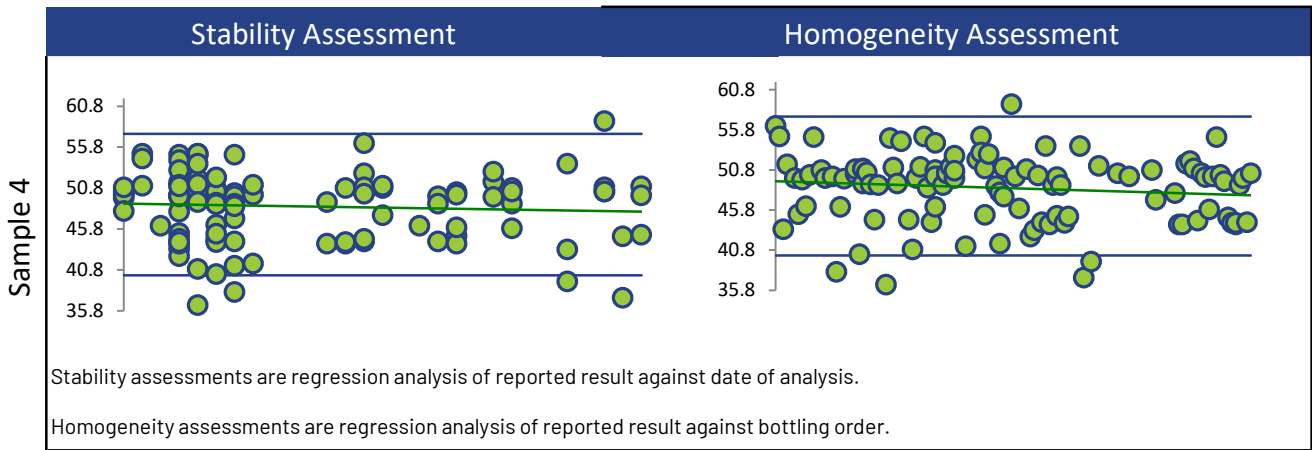 Stability Assessment
Homogeneity Assessment
Sample 4
60.8
55.8
50.8
45.8
40.8
35.8
60.8
55.8
50.8
45.8
40.8
35.8
Stability assessments are regression analysis of reported result against date of analysis.
Homogeneity assessments are regression analysis of reported result against bottling order.